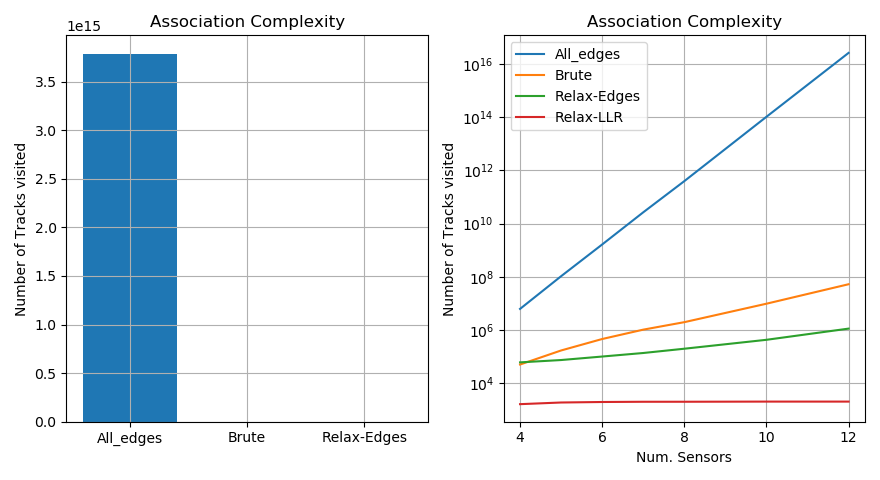 Association Complexity
1e15
Number of Tracks visited
3.5
3.0
2.5
2.0
1.5
1.0
0.5
0.0
All_edges Brute Relax-Edges
Association Complexity
All_edges
Brute
Relax-Edges
Relax-LLR
Number of Tracks visited
10^16
10^14
10^12
10^10
10^8
10^6
10^4
4 6 8 10 12
Num. Sensors